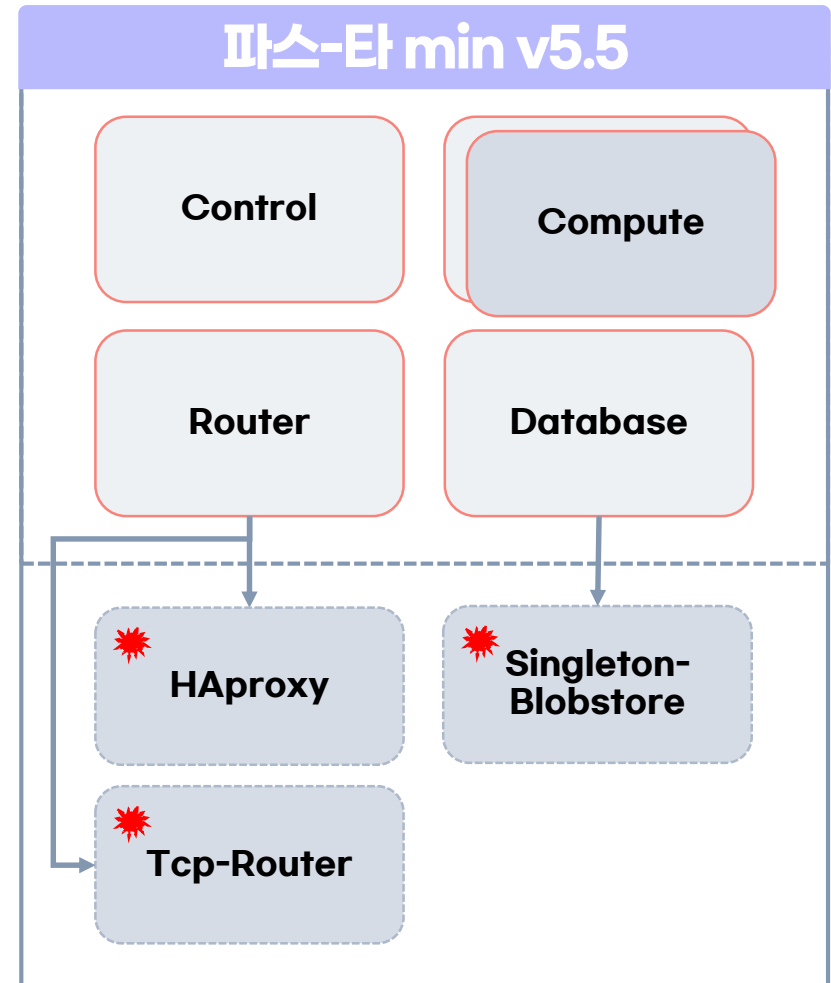 파스-타 min v5.5
Control
Compute
Router
Database
HAproxy
Singleton-
Blobstore
Tcp-Router